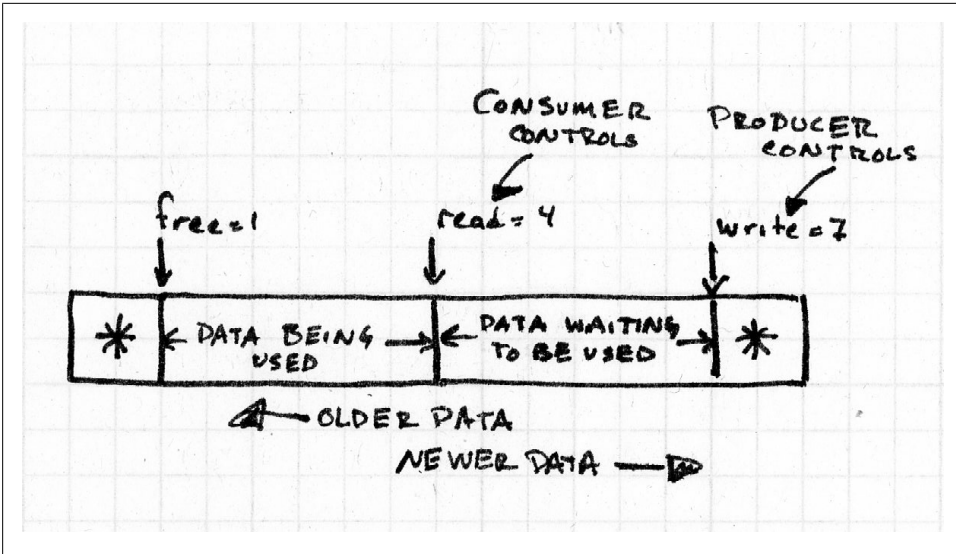 CONSUMER
CONTROLS
PRODUCER
CONTROLS
free=1
read=4
write=7
*
DATA BEING
USED
DATA WAITING
TO BE USED
*
OLDER DATA
NEWER DATA